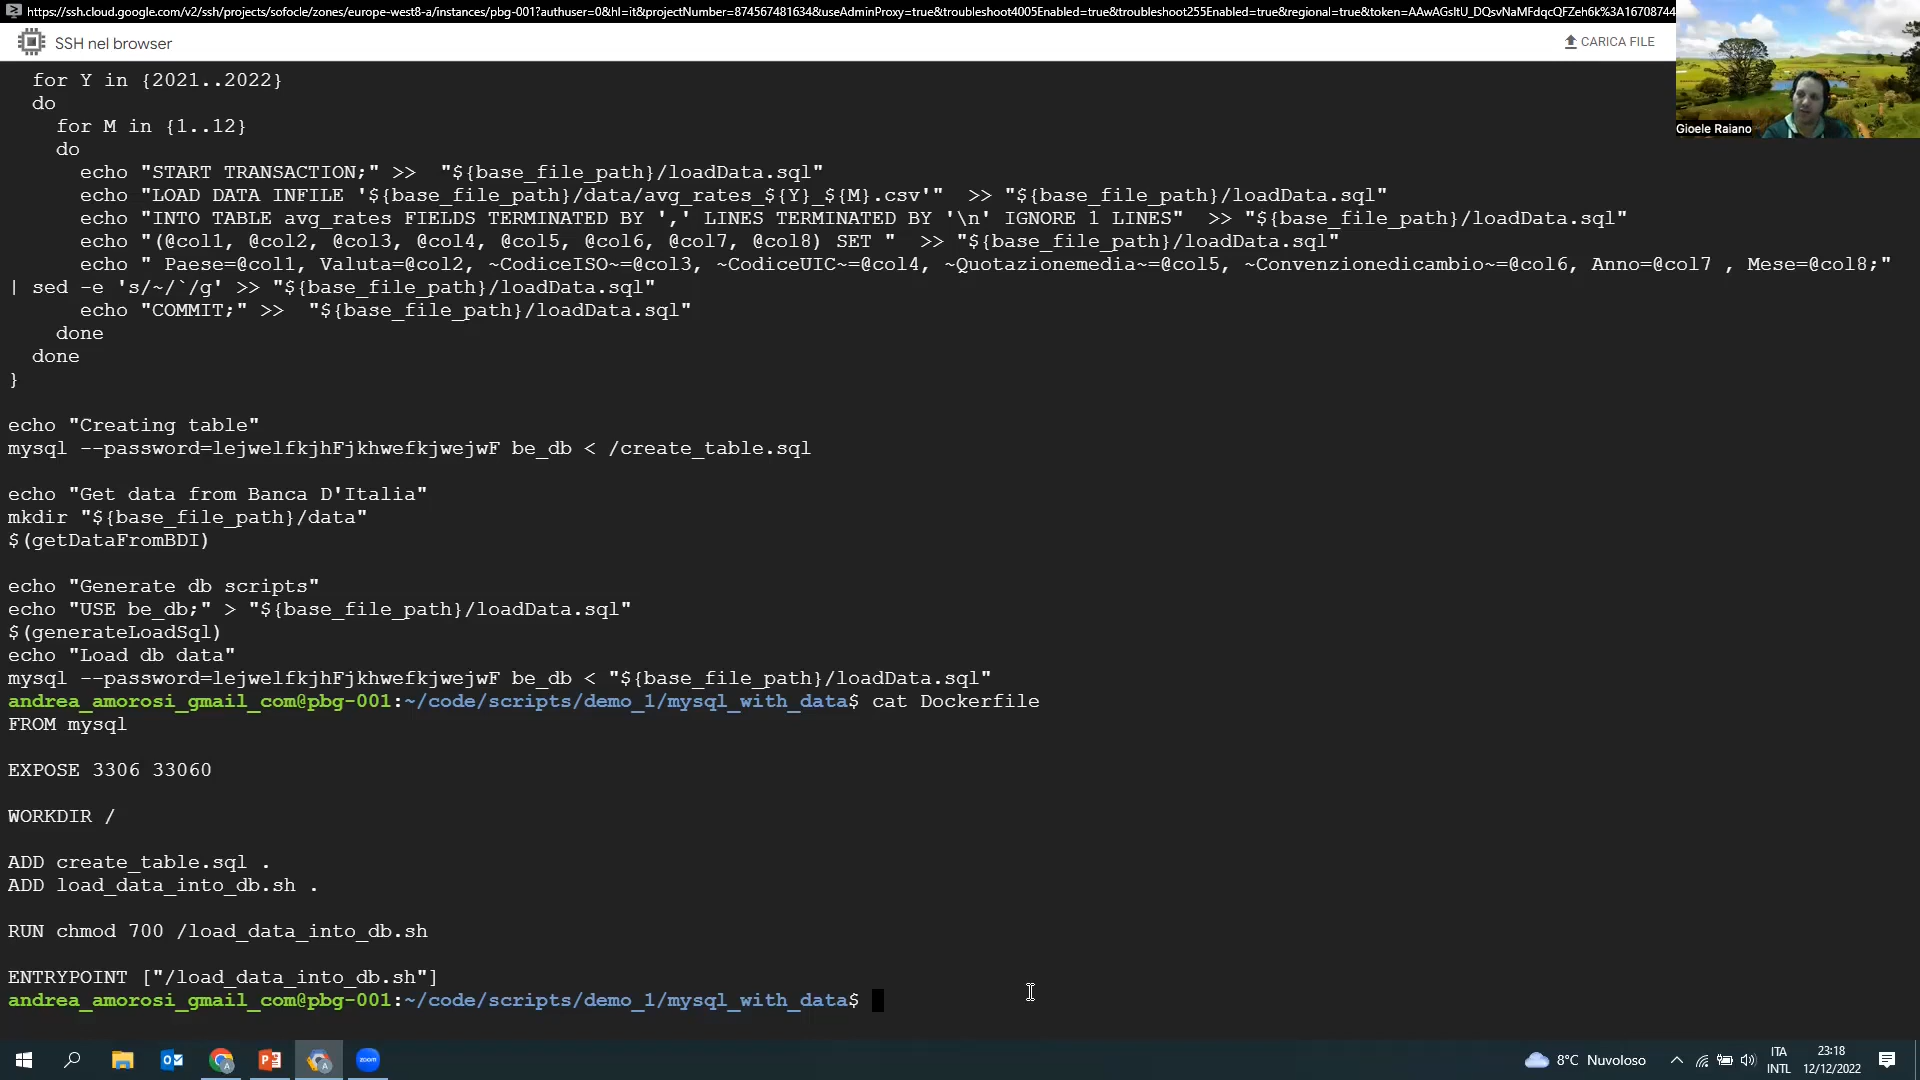 https://ssh.cloud.google.com/v2/ssh/projects/sofocle/zones/europe-west8-a/instances/pbg-001?authuser=0&hl=it&projectNumber=874567481634&useAdminProxy=true&troubleshoot4005Enabled=true&troubleshoot255Enabled=true&regional=true&token=AAwAGsltU_DQsvNaMFdqcQFZeh6k%3A16708744
SSH nel browser
CARICA FILE
Gioele Raiano
for Y in {2021..2022}
do
for M in {1..12}
do
echo "START TRANSACTION;" >>  "${base_file_path}/loadData.sql"
echo "LOAD DATA INFILE '${base_file_path}/data/avg_rates_${Y}_${M}.csv'"  >> "${base_file_path}/loadData.sql"
echo "INTO TABLE avg_rates FIELDS TERMINATED BY ',' LINES TERMINATED BY '\n' IGNORE 1 LINES"  >> "${base_file_path}/loadData.sql"
echo "(@col1, @col2, @col3, @col4, @col5, @col6, @col7, @col8) SET "  >> "${base_file_path}/loadData.sql"
echo " Paese=@col1, Valuta=@col2, ~CodiceISO~=@col3, ~CodiceUIC~=@col4, ~Quotazionemedia~=@col5, ~Convenzionedicambio~=@col6, Anno=@col7 , Mese=@col8;"
| sed -e 's/~/`/g' >> "${base_file_path}/loadData.sql"
echo "COMMIT;" >>  "${base_file_path}/loadData.sql"
done
done
}
echo "Creating table"
mysql --password=lejwelfkjhFjkhwefkjwejwF be_db < /create_table.sql
echo "Get data from Banca D'Italia"
mkdir "${base_file_path}/data"
$(getDataFromBDI)
echo "Generate db scripts"
echo "USE be_db;" > "${base_file_path}/loadData.sql"
$(generateLoadSql)
echo "Load db data"
mysql --password=lejwelfkjhFjkhwefkjwejwF be_db < "${base_file_path}/loadData.sql"
andrea_amorosi_gmail_com@pbg-001:~/code/scripts/demo_1/mysql_with_data$ cat Dockerfile
FROM mysql
EXPOSE 3306 33060
WORKDIR /
ADD create_table.sql .
ADD load_data_into_db.sh .
RUN chmod 700 /load_data_into_db.sh
ENTRYPOINT ["/load_data_into_db.sh"]
andrea_amorosi_gmail_com@pbg-001:~/code/scripts/demo_1/mysql_with_data$
zoom
8°C Nuvoloso
ITA
INTL
23:18
12/12/2022